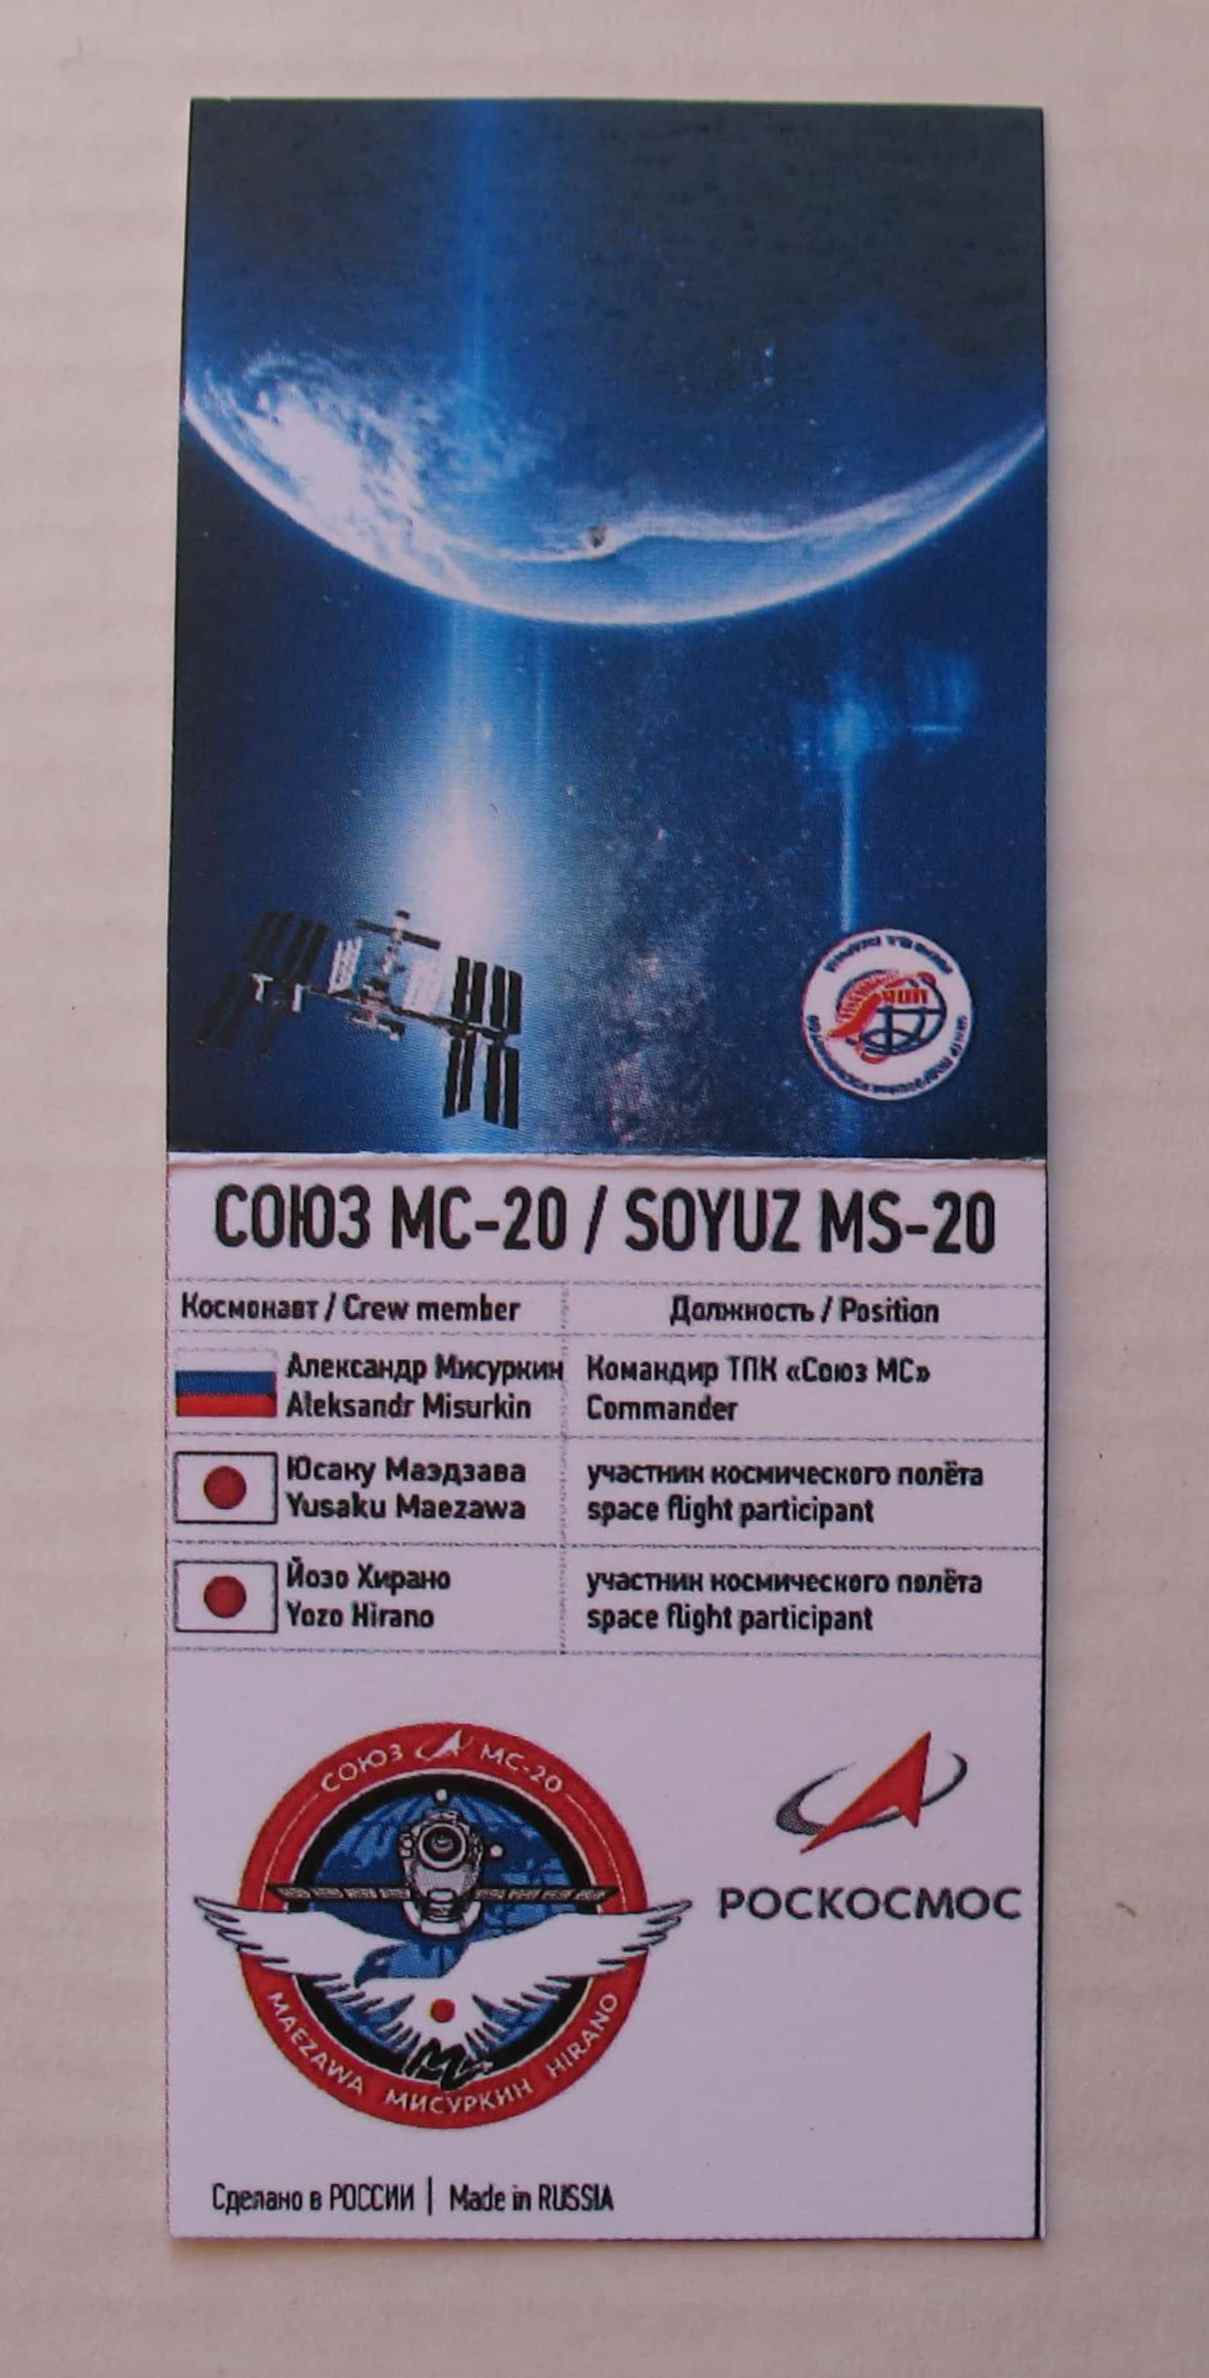 СОЮЗ МС-20 / SOYUZ MS-20
Космонавт / Crew member
Должность / Position
Александр Мисуркин
Aleksandr Misurkin
Командир ТПК «Союз МС»
Commander
Юсаку Маэдзава
Yusaku Maezawa
участник космического полёта
space flight participant
Йозо Хирано
Yozo Hirano
участник космического полёта
space flight participant
СОЮЗ МС-20
MAEZAWA МИСУРКИН HIRANO
РОСКОСМОС
Сделано в РОССИИ | Made in RUSSIA